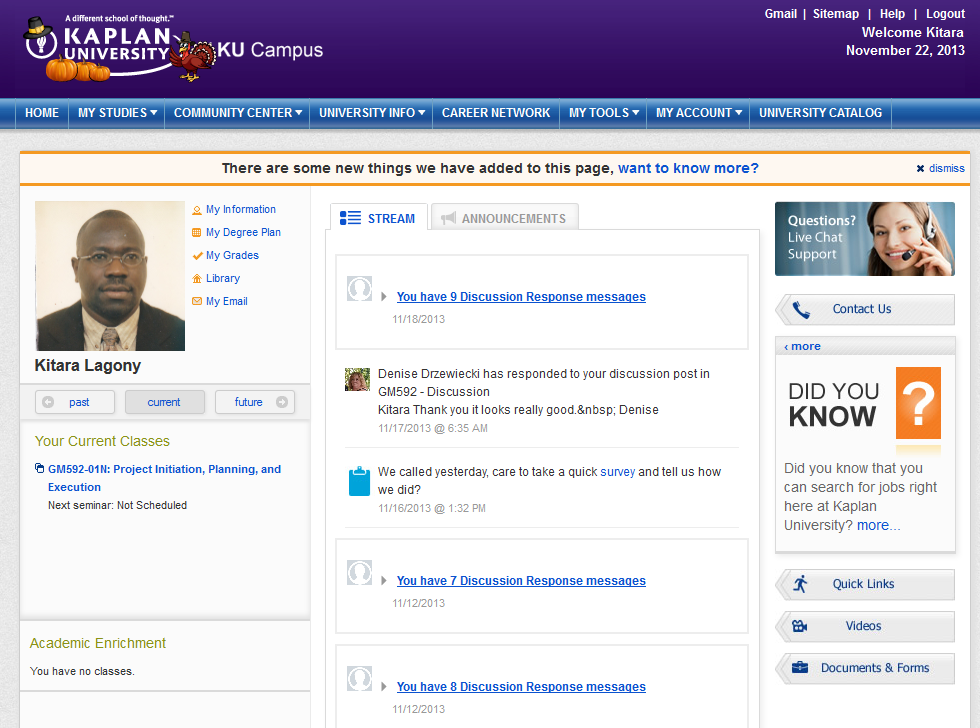 A different school of thought.™
KAPLAN
UNIVERSITY
KU Campus
Gmail | Sitemap | Help | Logout
Welcome Kitara
November 22, 2013
HOME MY STUDIES COMMUNITY CENTER UNIVERSITY INFO CAREER NETWORK MY TOOLS MY ACCOUNT UNIVERSITY CATALOG
There are some new things we have added to this page, want to know more?
dismiss
My Information
My Degree Plan
My Grades
Library
My Email
Kitara Lagony
past current future
Your Current Classes
GM592-01N: Project Initiation, Planning, and
Execution
Next seminar: Not Scheduled
Academic Enrichment
You have no classes.
STREAM ANNOUNCEMENTS
You have 9 Discussion Response messages
11/18/2013
Denise Drzewiecki has responded to your discussion post in
GM592 - Discussion
Kitara Thank you it looks really good.&nbsp; Denise
11/17/2013 @ 6:35 AM
We called yesterday, care to take a quick survey and tell us how
we did?
11/16/2013 @ 1:32 PM
You have 7 Discussion Response messages
11/12/2013
You have 8 Discussion Response messages
11/12/2013
Questions?
Live Chat
Support
Contact Us
‹ more
DID YOU
KNOW
?
Did you know that you
can search for jobs right
here at Kaplan
University? more...
Quick Links
Videos
Documents & Forms